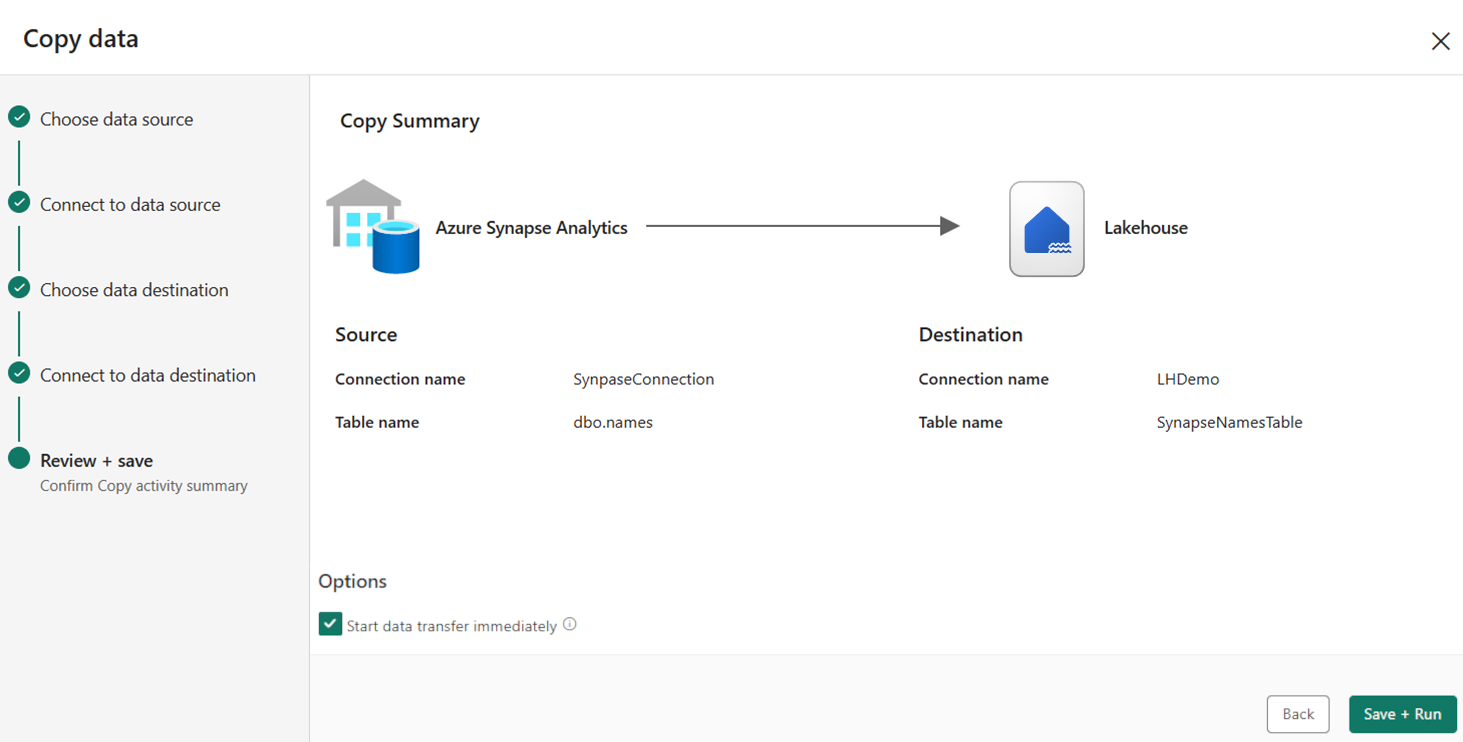 Copy data
Choose data source
Connect to data source
Choose data destination
Connect to data destination
Review + save
Confirm Copy activity summary
Copy Summary
Azure Synapse Analytics
Lakehouse
Source
Connection name SynpaseConnection
Table name dbo.names
Destination
Connection name LHDemo
Table name SynapseNamesTable
Options
Start data transfer immediately
Back
Save + Run